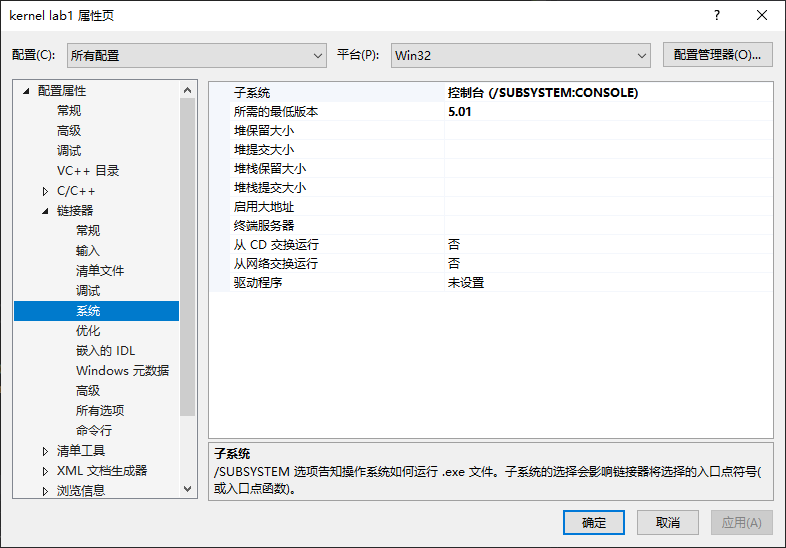 kernel lab1 属性页
配置(C): 所有配置 平台(P): Win32 配置管理器(O)...
配置属性
常规
高级
调试
VC++ 目录
C/C++
链接器
常规
输入
清单文件
调试
系统
优化
嵌入的 IDL
Windows 元数据
高级
所有选项
命令行
清单工具
XML 文档生成器
浏览信息
子系统 控制台 (/SUBSYSTEM:CONSOLE)
所需的最低版本 5.01
堆保留大小
堆提交大小
堆栈保留大小
堆栈提交大小
启用大地址
终端服务器
从 CD 交换运行 否
从网络交换运行 否
驱动程序 未设置
子系统
/SUBSYSTEM 选项告知操作系统如何运行 .exe 文件。子系统的选择会影响链接器将选择的入口点符号(
或入口点函数)。
确定 取消 应用(A)